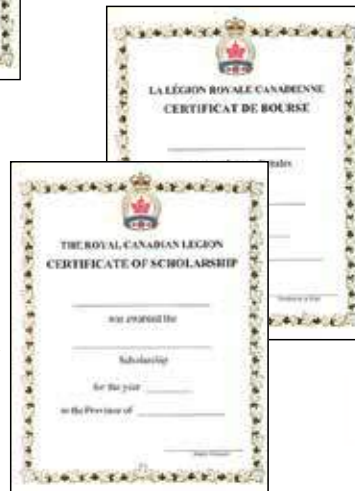 LA LÉGION ROYALE CANADIENNE
CERTIFICAT DE BOURSE
THE ROYAL CANADIAN LEGION
CERTIFICATE OF SCHOLARSHIP
was awarded the
Scholarship
for the year
in the Province of